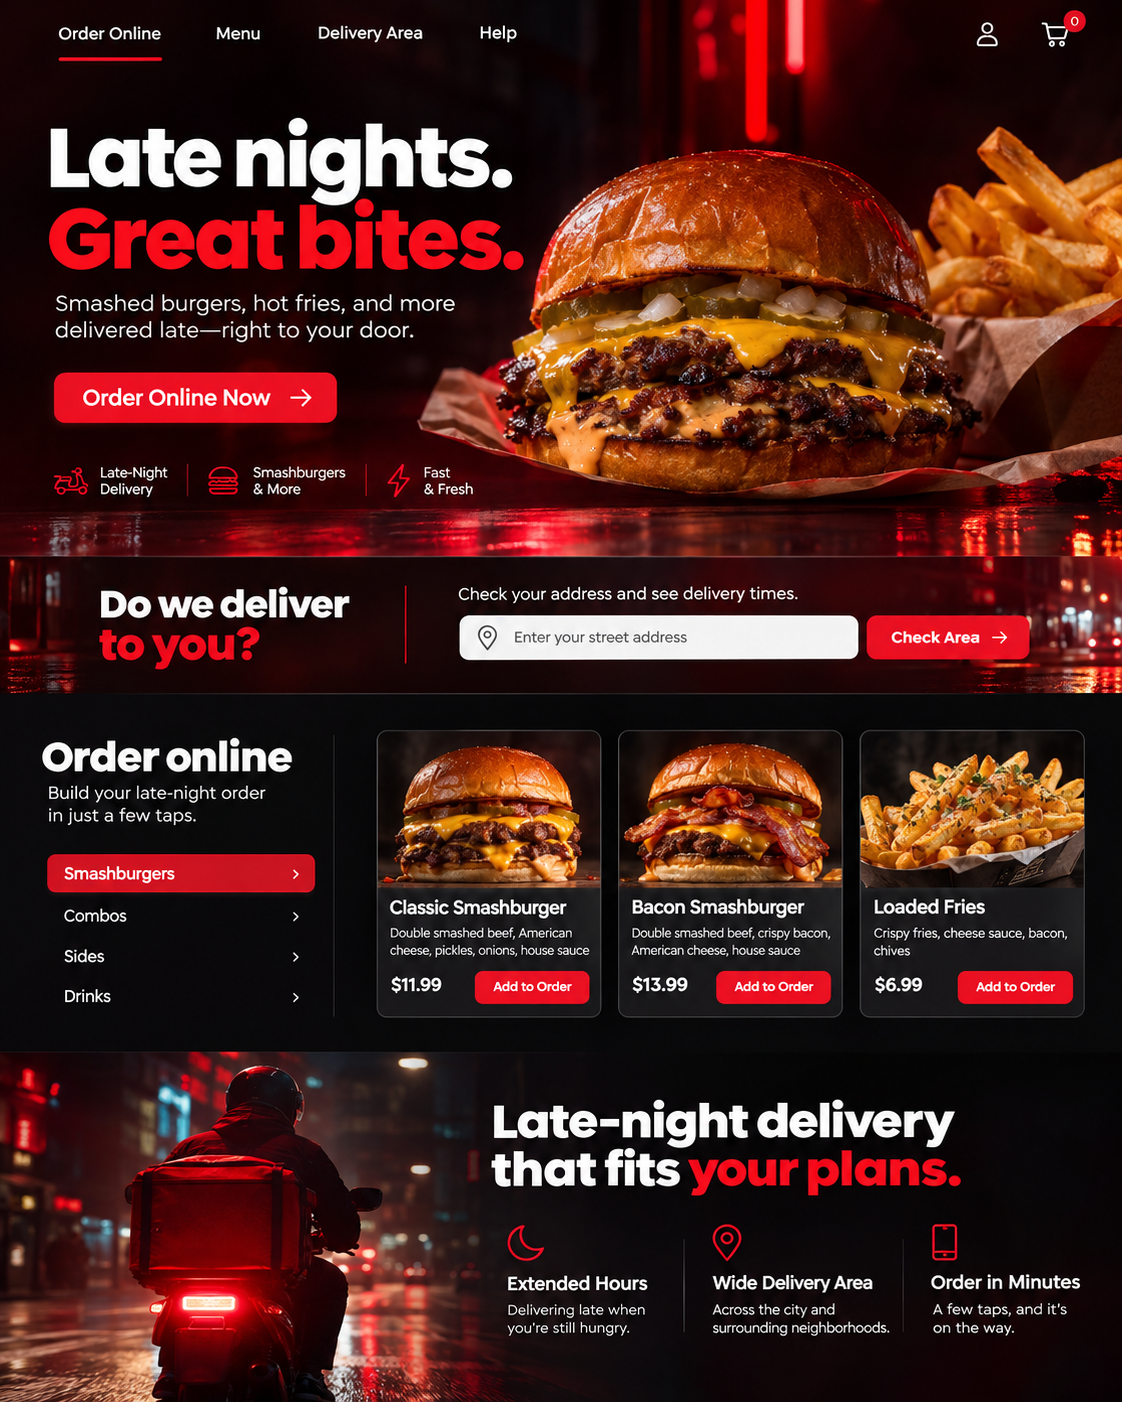 Order Online
Menu
Delivery Area
Help
0
Late nights.
Great bites.
Smashed burgers, hot fries, and more
delivered late—right to your door.
Order Online Now
Late-Night
Delivery
Smashburgers
& More
Fast
& Fresh
Do we deliver
to you?
Check your address and see delivery times.
Enter your street address
Check Area
Order online
Build your late-night order
in just a few taps.
Smashburgers
Combos
Sides
Drinks
Classic Smashburger
Double smashed beef, American
cheese, pickles, onions, house sauce
$11.99
Add to Order
Bacon Smashburger
Double smashed beef, crispy bacon,
American cheese, house sauce
$13.99
Add to Order
Loaded Fries
Crispy fries, cheese sauce, bacon,
chives
$6.99
Add to Order
Late-night delivery
that fits your plans.
Extended Hours
Delivering late when
you're still hungry.
Wide Delivery Area
Across the city and
surrounding neighborhoods.
Order in Minutes
A few taps, and it's
on the way.